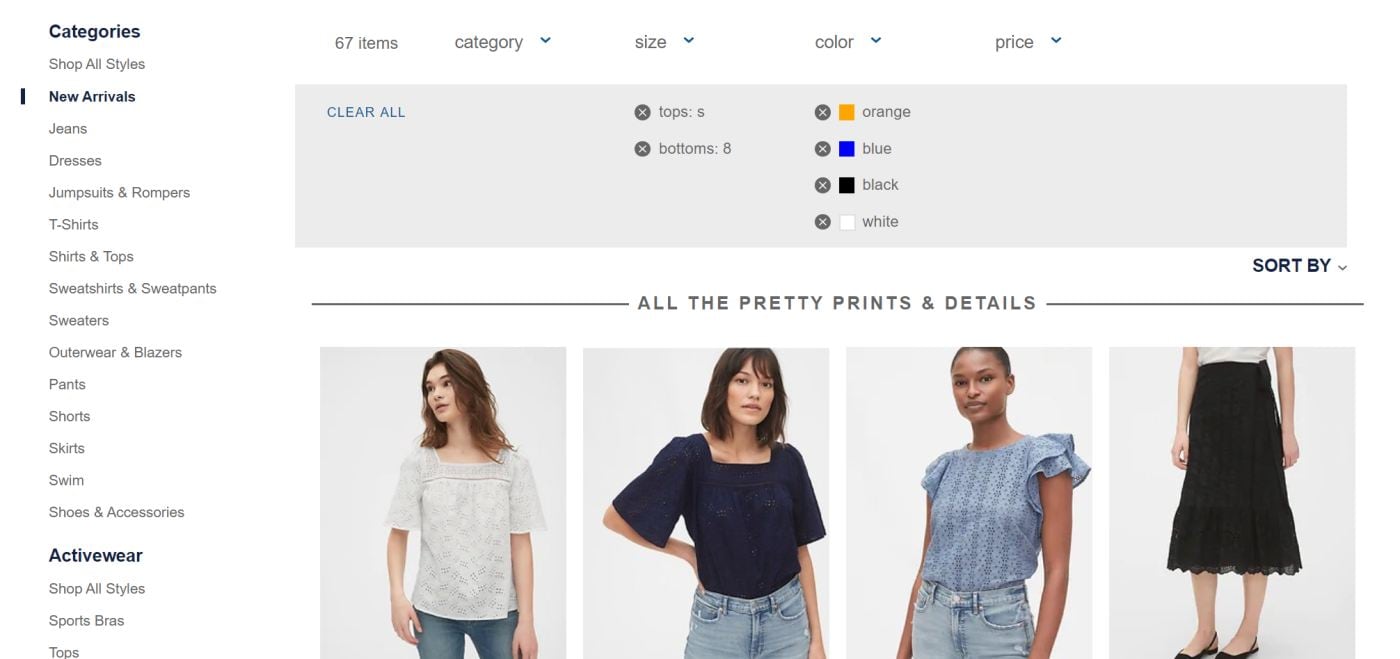 Categories
Shop All Styles
New Arrivals
Jeans
Dresses
Jumpsuits & Rompers
T-Shirts
Shirts & Tops
Sweatshirts & Sweatpants
Sweaters
Outerwear & Blazers
Pants
Shorts
Skirts
Swim
Shoes & Accessories
Activewear
Shop All Styles
Sports Bras
Tops
67 items category size color price
CLEAR ALL tops: s orange
bottoms: 8 blue
black
white
SORT BY
ALL THE PRETTY PRINTS & DETAILS